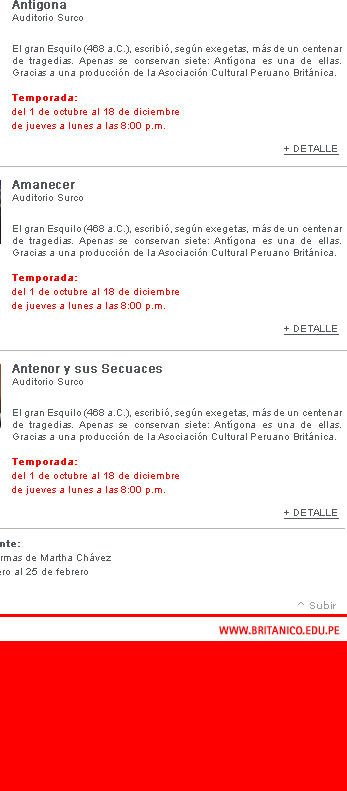 Antígona
Auditorio Surco
El gran Esquilo (468 a.C.), escribió, según exegetas, más de un centenar
de tragedias. Apenas se conservan siete: Antígona es una de ellas.
Gracias a una producción de la Asociación Cultural Peruano Británica.
Temporada:
del 1 de octubre al 18 de diciembre
de jueves a lunes a las 8:00 p.m.
+ DETALLE
Amanecer
Auditorio Surco
El gran Esquilo (468 a.C.), escribió, según exegetas, más de un centenar
de tragedias. Apenas se conservan siete: Antígona es una de ellas.
Gracias a una producción de la Asociación Cultural Peruano Británica.
Temporada:
del 1 de octubre al 18 de diciembre
de jueves a lunes a las 8:00 p.m.
+ DETALLE
Antenor y sus Secuaces
Auditorio Surco
El gran Esquilo (468 a.C.), escribió, según exegetas, más de un centenar
de tragedias. Apenas se conservan siete: Antígona es una de ellas.
Gracias a una producción de la Asociación Cultural Peruano Británica.
Temporada:
del 1 de octubre al 18 de diciembre
de jueves a lunes a las 8:00 p.m.
+ DETALLE
nte:
rmas de Martha Chávez
ero al 25 de febrero
^ Subir
WWW.BRITANICO.EDU.PE